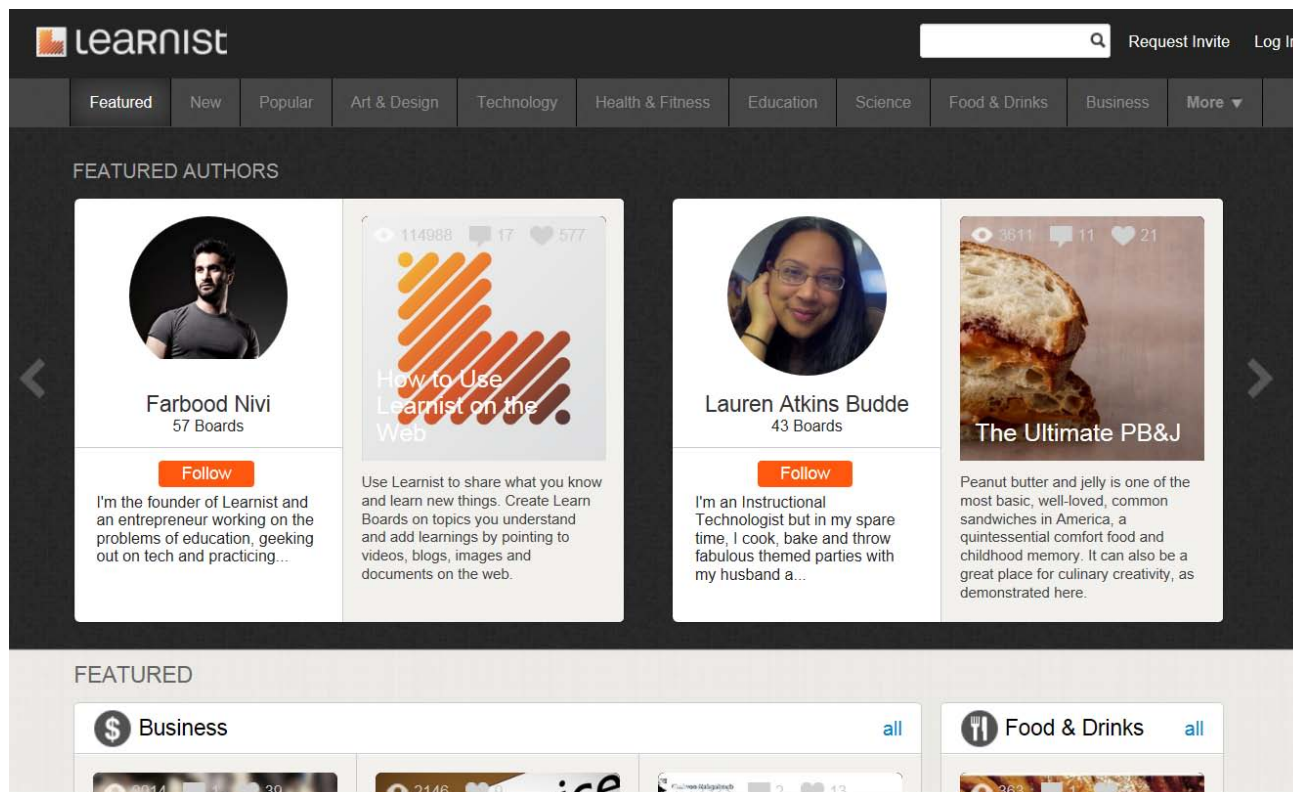 LEARNIST
Request Invite
Log In
Featured
New
Popular
Art & Design
Technology
Health & Fitness
Education
Science
Food & Drinks
Business
More ▼
FEATURED AUTHORS
114988 17 577
How to Use
Learnist on the
Web
Farbood Nivi
57 Boards
Follow
I'm the founder of Learnist and
an entrepreneur working on the
problems of education, geeking
out on tech and practicing...
Use Learnist to share what you know
and learn new things. Create Learn
Boards on topics you understand
and add learnings by pointing to
videos, blogs, images and
documents on the web.
3611 11 21
The Ultimate PB&J
Lauren Atkins Budde
43 Boards
Follow
I'm an Instructional
Technologist but in my spare
time, I cook, bake and throw
fabulous themed parties with
my husband a...
Peanut butter and jelly is one of the
most basic, well-loved, common
sandwiches in America, a
quintessential comfort food and
childhood memory. It can also be a
great place for culinary creativity, as
demonstrated here.
FEATURED
$ Business
all
Food & Drinks
all
39
2146
2 13
363 1